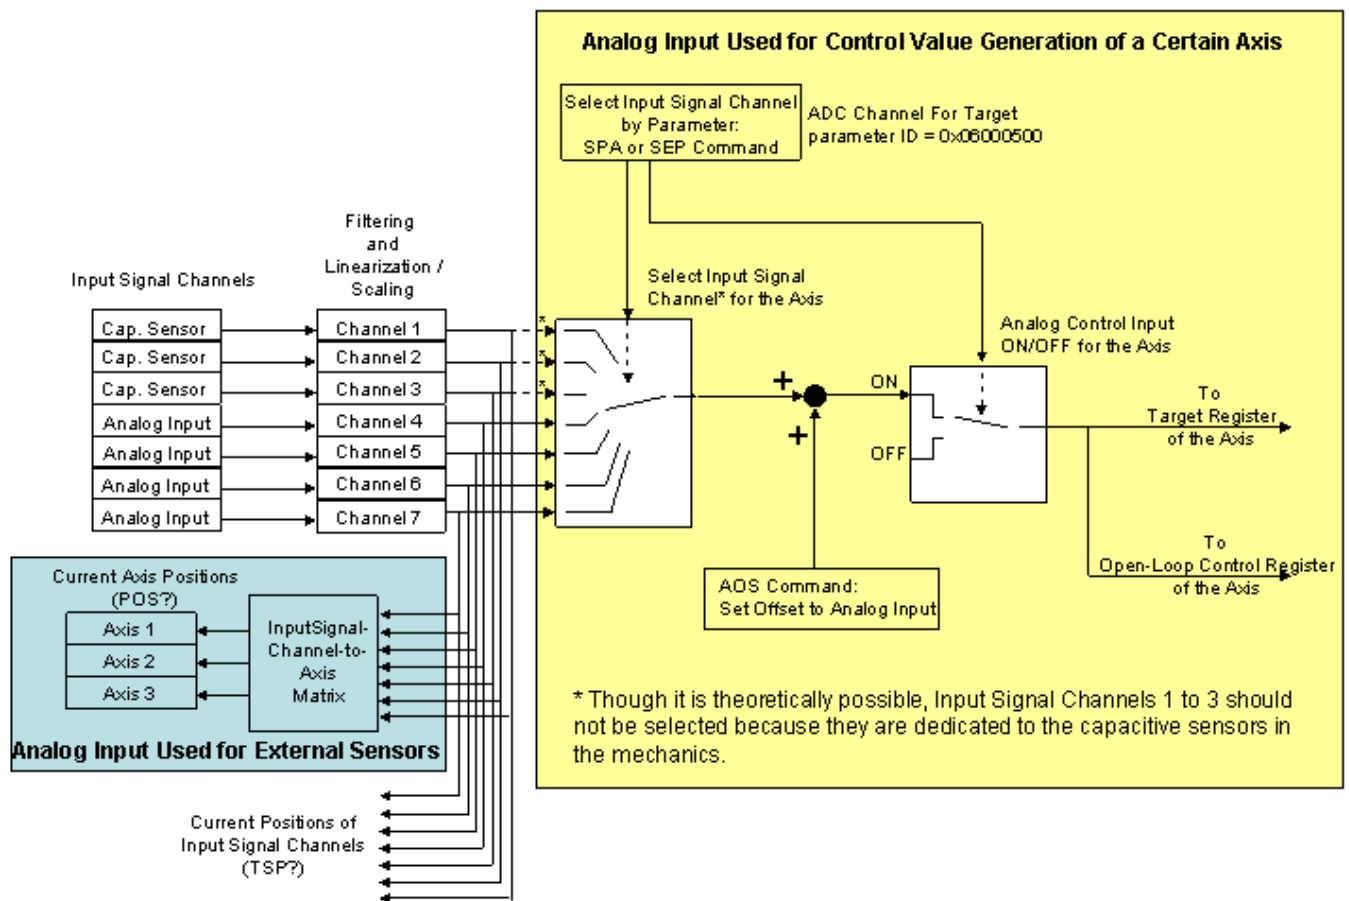 Analog Input Used for Control Value Generation of a Certain Axis
Select Input Signal Channel
by Parameter:
SPA or SEP Command
ADC Channel For Target
parameter ID = 0x06000500
Filtering
and
Linearization /
Scaling
Input Signal Channels
Select Input Signal
Channel* for the Axis
Analog Control Input
ON/OFF for the Axis
Cap. Sensor
Channel 1
*
Cap. Sensor
Channel 2
*
Cap. Sensor
Channel 3
*
Analog Input
Channel 4
Analog Input
Channel 5
Analog Input
Channel 6
Analog Input
Channel 7
+
+
ON
OFF
To
Target Register
of the Axis
To
Open-Loop Control Register
of the Axis
AOS Command:
Set Offset to Analog Input
Current Axis Positions
(POS?)
Axis 1
Axis 2
Axis 3
InputSignal-
Channel-to-
Axis
Matrix
Analog Input Used for External Sensors
* Though it is theoretically possible, Input Signal Channels 1 to 3 should
not be selected because they are dedicated to the capacitive sensors in
the mechanics.
Current Positions of
Input Signal Channels
(TSP?)